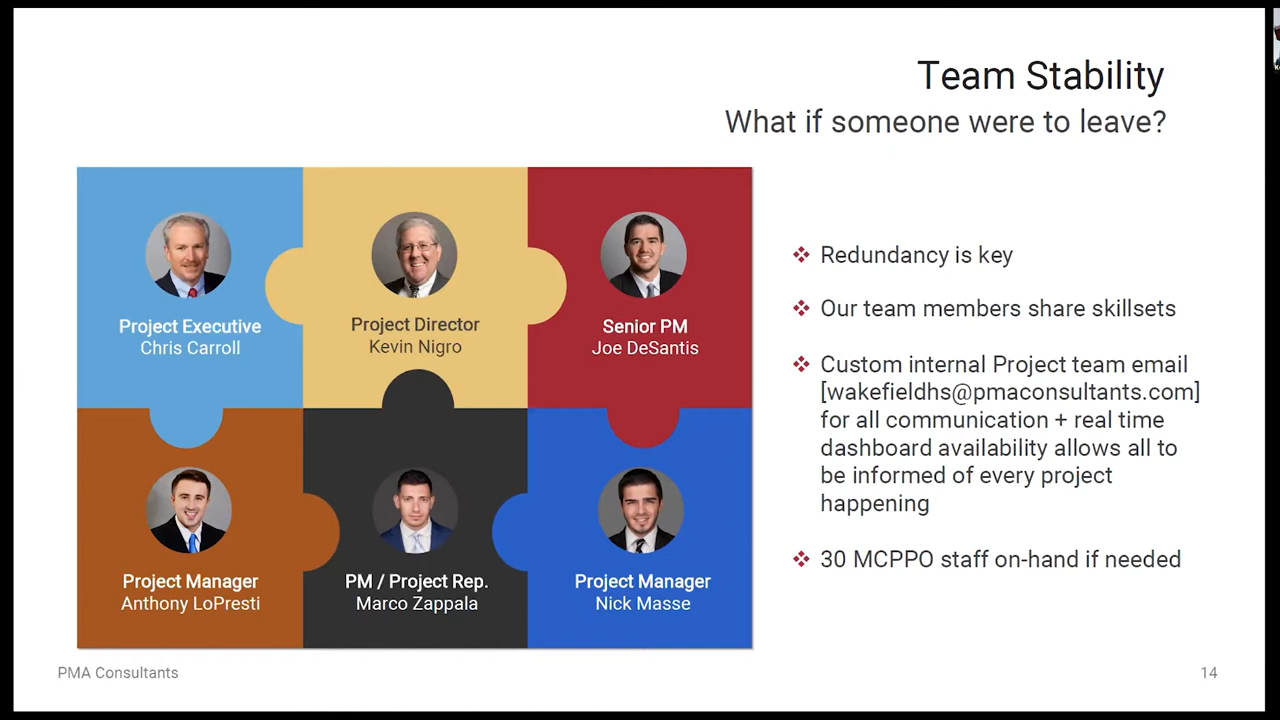 Team Stability
What if someone were to leave?
Project Executive
Chris Carroll
Project Director
Kevin Nigro
Senior PM
Joe DeSantis
Project Manager
Anthony LoPresti
PM / Project Rep.
Marco Zappala
Project Manager
Nick Masse
Redundancy is key
Our team members share skillsets
Custom internal Project team email
[wakefieldhs@pmaconsultants.com]
for all communication + real time
dashboard availability allows all to
be informed of every project
happening
30 MCPPO staff on-hand if needed
PMA Consultants
14